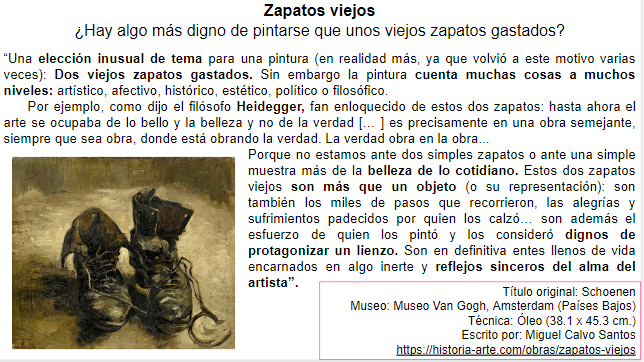 Zapatos viejos
¿Hay algo más digno de pintarse que unos viejos zapatos gastados?
“Una elección inusual de tema para una pintura (en realidad más, ya que volvió a este motivo varias
veces): Dos viejos zapatos gastados. Sin embargo la pintura cuenta muchas cosas a muchos
niveles: artístico, afectivo, histórico, estético, político o filosófico.
Por ejemplo, como dijo el filósofo Heidegger, fan enloquecido de estos dos zapatos: hasta ahora el
arte se ocupaba de lo bello y la belleza y no de la verdad [… ] es precisamente en una obra semejante,
siempre que sea obra, donde está obrando la verdad. La verdad obra en la obra...
Porque no estamos ante dos simples zapatos o ante una simple
muestra más de la belleza de lo cotidiano. Estos dos zapatos
viejos son más que un objeto (o su representación): son
también los miles de pasos que recorrieron, las alegrías y
sufrimientos padecidos por quien los calzó… son además el
esfuerzo de quien los pintó y los consideró dignos de
protagonizar un lienzo. Son en definitiva entes llenos de vida
encarnados en algo inerte y reflejos sinceros del alma del
artista”.
Título original: Schoenen
Museo: Museo Van Gogh, Amsterdam (Países Bajos)
Técnica: Óleo (38.1 x 45.3 cm.)
Escrito por: Miguel Calvo Santos
https://historia-arte.com/obras/zapatos-viejos